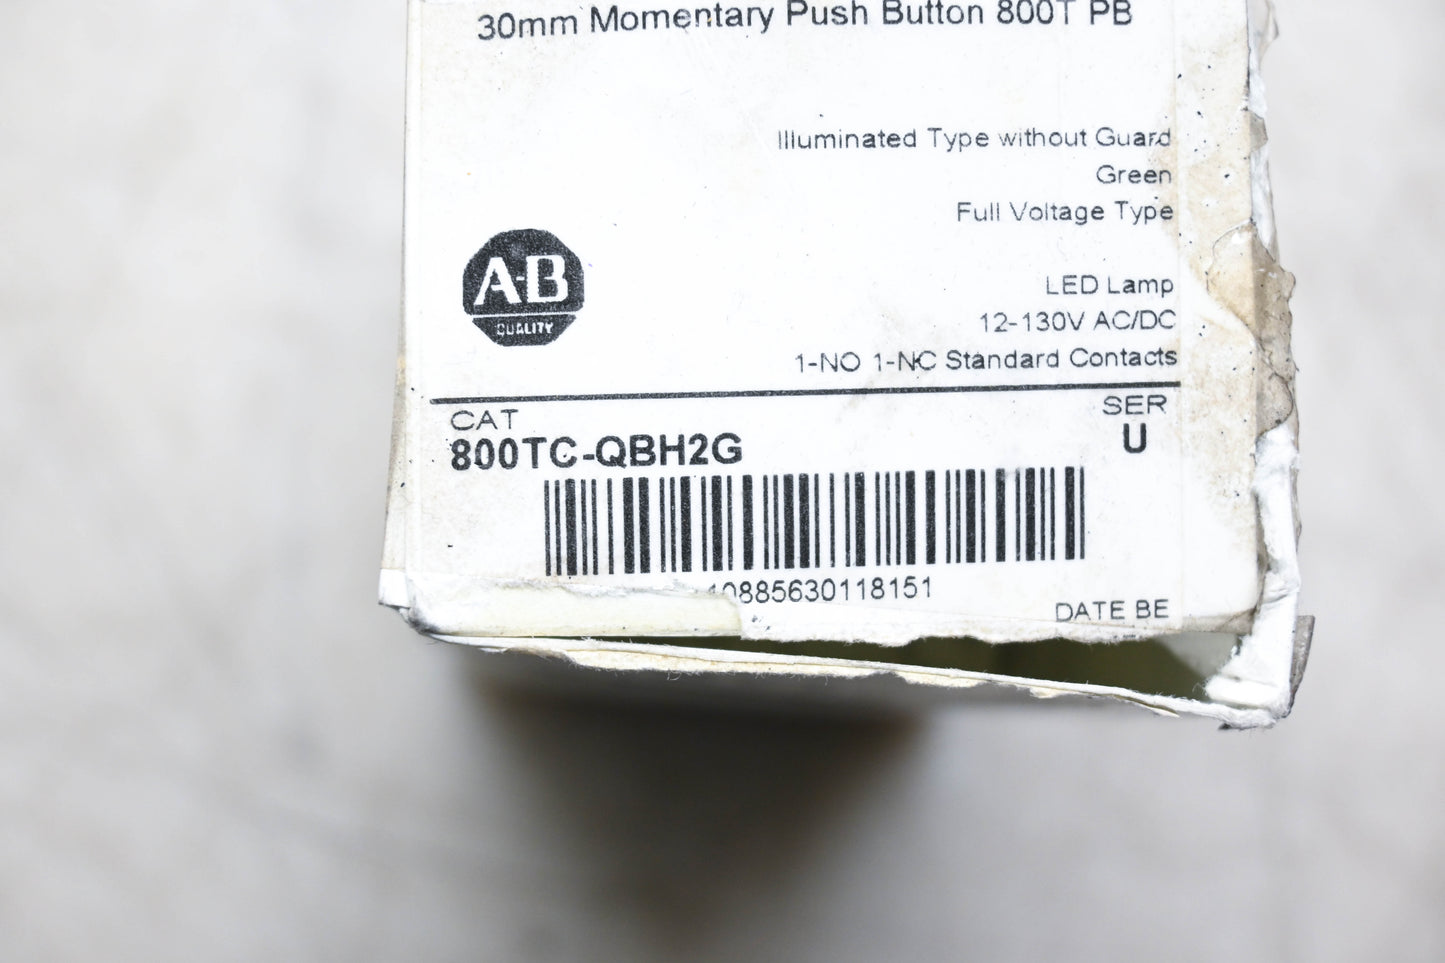 30mm Momentary Push Button 800T PB
Illuminated Type without Guard
Green
Full Voltage Type
A-B
QUALITY
LED Lamp
12-130V AC/DC
1-NO 1-NC Standard Contacts
CAT
SER
800TC-QBH2G
U
10885630118151
DATE BE